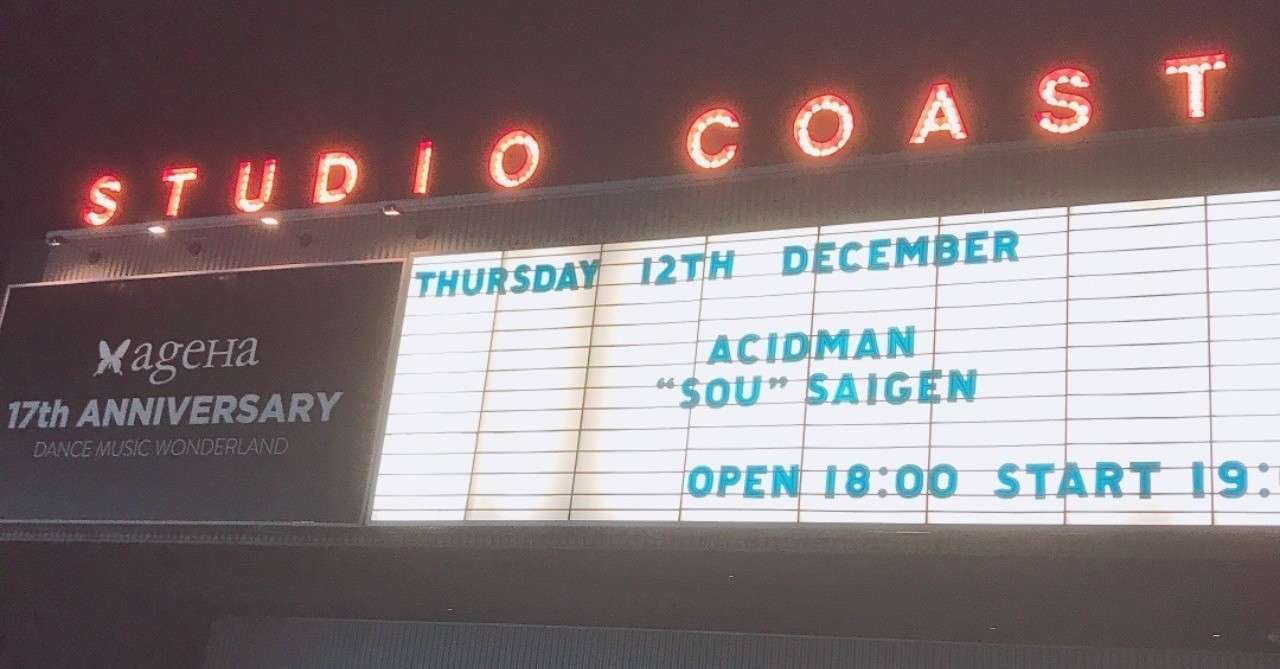 STUDIO COAST
ageHa
17th ANNIVERSARY
DANCE MUSIC WONDERLAND
THURSDAY 12TH DECEMBER
ACIDMAN
“SOU” SAIGEN
OPEN 18:00 START 19: